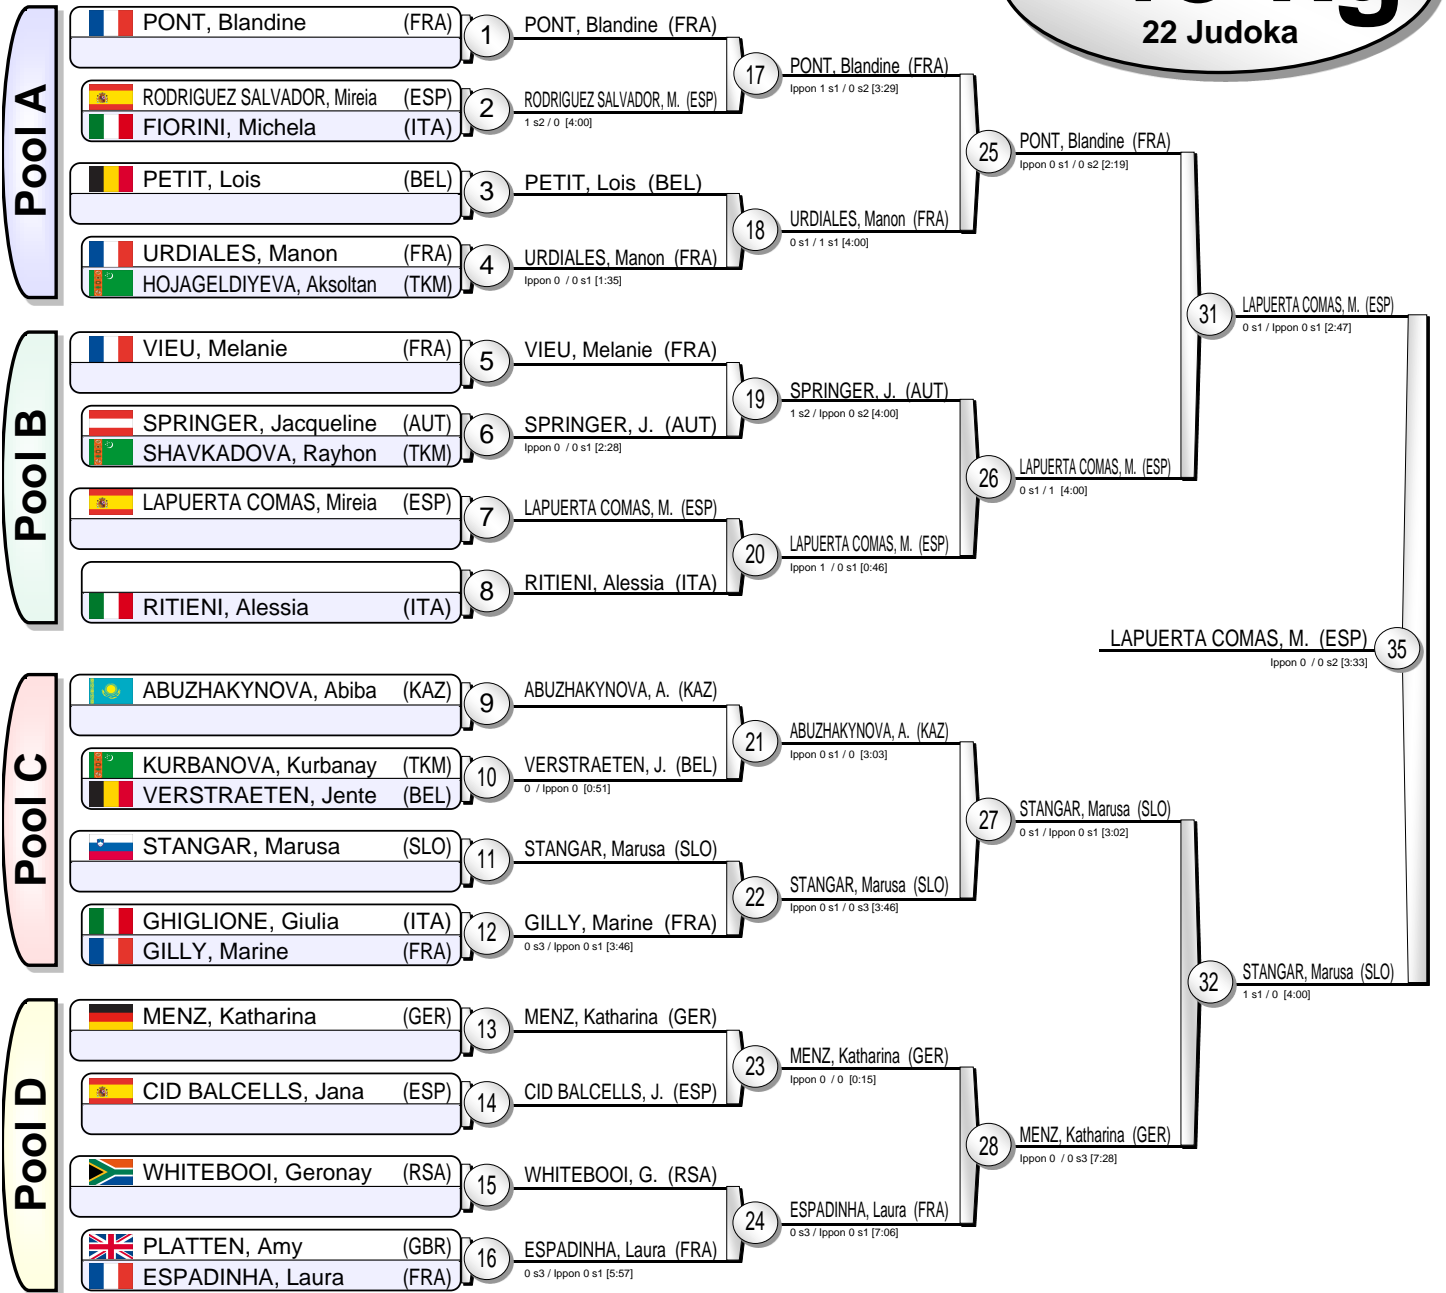 22 Judoka
Pool A
PONT, Blandine (FRA)
1
PONT, Blandine (FRA)
RODRIGUEZ SALVADOR, Mireia (ESP)
FIORINI, Michela (ITA)
2
RODRIGUEZ SALVADOR, M. (ESP)
1 s2 / 0 [4:00]
17
PONT, Blandine (FRA)
Ippon 1 s1 / 0 s2 [3:29]
PETIT, Lois (BEL)
3
PETIT, Lois (BEL)
URDIALES, Manon (FRA)
HOJAGELDIYEVA, Aksoltan (TKM)
4
URDIALES, Manon (FRA)
Ippon 0 / 0 s1 [1:35]
18
URDIALES, Manon (FRA)
0 s1 / 1 s1 [4:00]
25
PONT, Blandine (FRA)
Ippon 0 s1 / 0 s2 [2:19]
Pool B
VIEU, Melanie (FRA)
5
VIEU, Melanie (FRA)
SPRINGER, Jacqueline (AUT)
SHAVKADOVA, Rayhon (TKM)
6
SPRINGER, J. (AUT)
Ippon 0 / 0 s1 [2:28]
19
SPRINGER, J. (AUT)
1 s2 / Ippon 0 s2 [4:00]
LAPUERTA COMAS, Mireia (ESP)
7
LAPUERTA COMAS, M. (ESP)
RITIENI, Alessia (ITA)
8
RITIENI, Alessia (ITA)
20
LAPUERTA COMAS, M. (ESP)
Ippon 1 / 0 s1 [0:46]
26
LAPUERTA COMAS, M. (ESP)
0 s1 / 1 [4:00]
31
LAPUERTA COMAS, M. (ESP)
0 s1 / Ippon 0 s1 [2:47]
Pool C
ABUZHAKYNOVA, Abiba (KAZ)
9
ABUZHAKYNOVA, A. (KAZ)
KURBANOVA, Kurbanay (TKM)
VERSTRAETEN, Jente (BEL)
10
VERSTRAETEN, J. (BEL)
0 / Ippon 0 [0:51]
21
ABUZHAKYNOVA, A. (KAZ)
Ippon 0 s1 / 0 [3:03]
STANGAR, Marusa (SLO)
11
STANGAR, Marusa (SLO)
GHIGLIONE, Giulia (ITA)
GILLY, Marine (FRA)
12
GILLY, Marine (FRA)
0 s3 / Ippon 0 s1 [3:46]
22
STANGAR, Marusa (SLO)
Ippon 0 s1 / 0 s3 [3:46]
27
STANGAR, Marusa (SLO)
0 s1 / Ippon 0 s1 [3:02]
Pool D
MENZ, Katharina (GER)
13
MENZ, Katharina (GER)
CID BALCELLS, Jana (ESP)
14
CID BALCELLS, J. (ESP)
23
MENZ, Katharina (GER)
Ippon 0 / 0 [0:15]
WHITEBOOI, Geronay (RSA)
15
WHITEBOOI, G. (RSA)
PLATTEN, Amy (GBR)
ESPADINHA, Laura (FRA)
16
ESPADINHA, Laura (FRA)
0 s3 / Ippon 0 s1 [5:57]
24
ESPADINHA, Laura (FRA)
0 s3 / Ippon 0 s1 [7:06]
28
MENZ, Katharina (GER)
Ippon 0 / 0 s3 [7:28]
32
STANGAR, Marusa (SLO)
1 s1 / 0 [4:00]
LAPUERTA COMAS, M. (ESP)
Ippon 0 / 0 s2 [3:33]
35